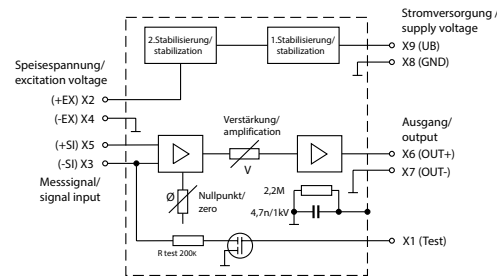 Stromversorgung /
supply voltage
2.Stabilisierung/
stabilization
1.Stabilisierung/
stabilization
X9 (UB)
X8 (GND)
Speisespannung/
excitation voltage
(+EX) X2
(-EX) X4
(+SI) X5
(-SI) X3
Messsignal/
signal input
Verstärkung/
amplification
V
Ausgang/
output
X6 (OUT+)
X7 (OUT-)
Ø
Nullpunkt/
zero
2,2M
4,7n/1kV
R test 200κ
X1 (Test)